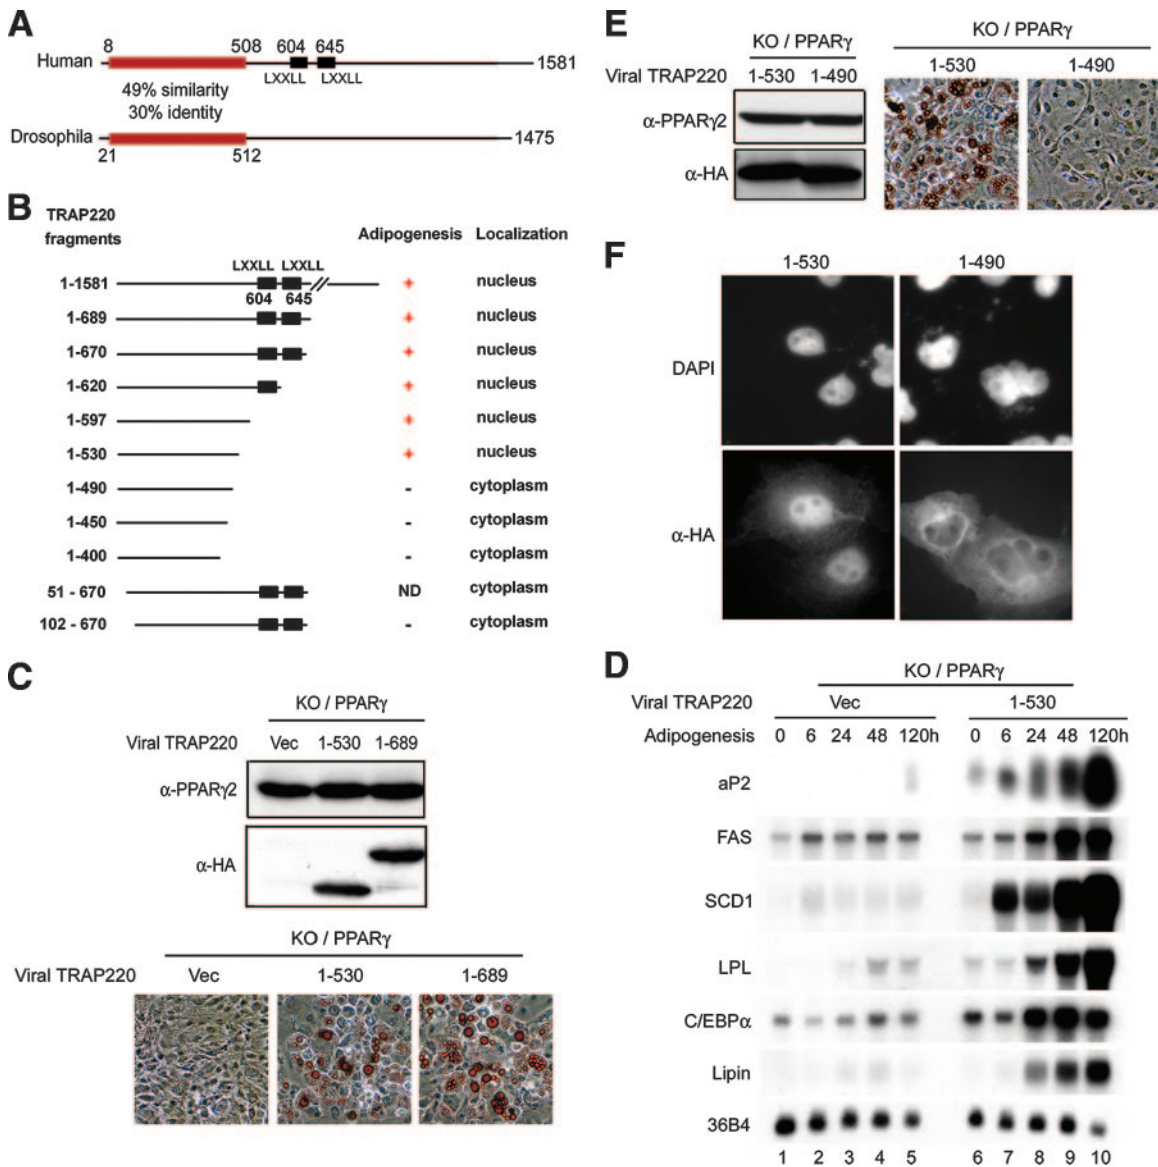 A
8 508 604 645
Human 1581
LXXLL LXXLL
49% similarity
30% identity
Drosophila 1475
21 512
B
TRAP220
fragments Adipogenesis Localization
LXXLL LXXLL
1-1581 + nucleus
604 645
1-689 + nucleus
1-670 + nucleus
1-620 + nucleus
1-597 + nucleus
1-530 + nucleus
1-490 - cytoplasm
1-450 - cytoplasm
1-400 - cytoplasm
51 - 670 ND cytoplasm
102 - 670 - cytoplasm
C
KO / PPARγ
Viral TRAP220 Vec 1-530 1-689
α-PPARγ2
α-HA
KO / PPARγ
Viral TRAP220 Vec 1-530 1-689
E
KO / PPARγ KO / PPARγ
Viral TRAP220 1-530 1-490 1-530 1-490
α-PPARγ2
α-HA
F
1-530 1-490
DAPI
α-HA
D
KO / PPARγ
Viral TRAP220 Vec 1-530
Adipogenesis 0 6 24 48 120h 0 6 24 48 120h
aP2
FAS
SCD1
LPL
C/EBPα
Lipin
36B4
1 2 3 4 5 6 7 8 9 10